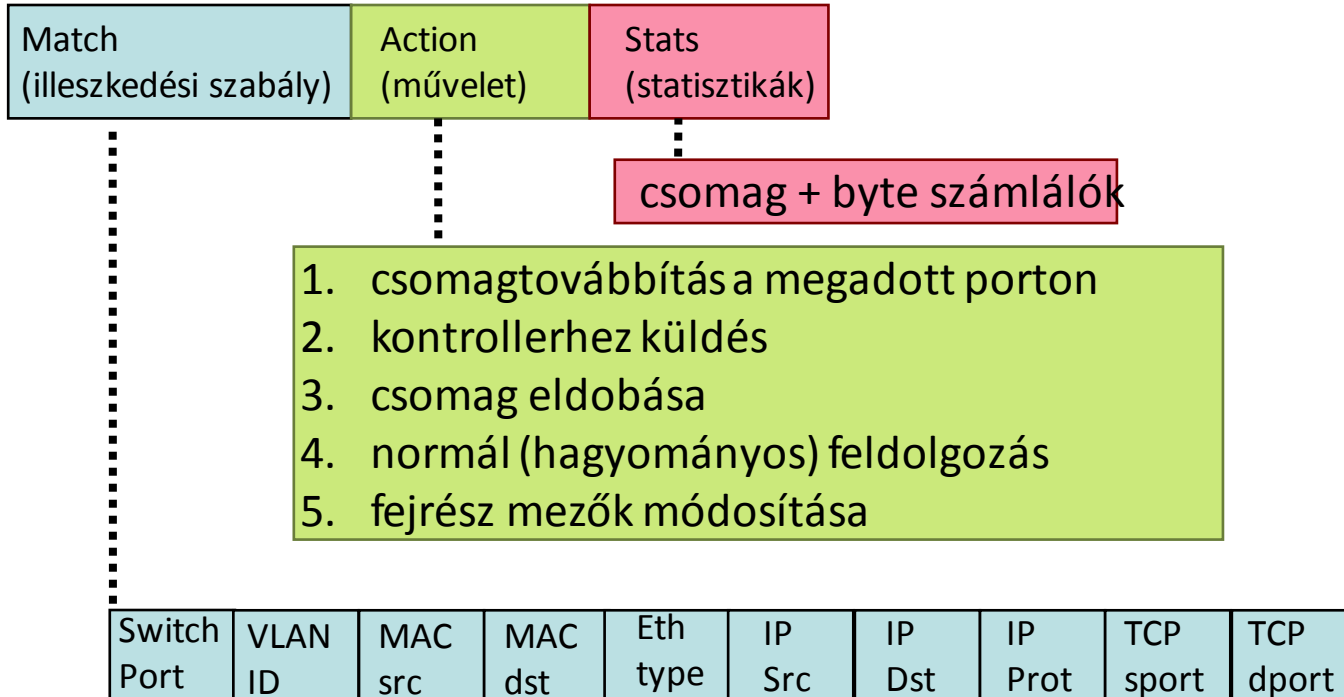 Match
(illeszkedési szabály)
Action
(művelet)
Stats
(statisztikák)
csomag + byte számlálók
1. csomagtovábbítás a megadott porton
2. kontrollerhez küldés
3. csomag eldobása
4. normál (hagyományos) feldolgozás
5. fejrész mezők módosítása
Switch
Port
VLAN
ID
MAC
src
MAC
dst
Eth
type
IP
Src
IP
Dst
IP
Prot
TCP
sport
TCP
dport